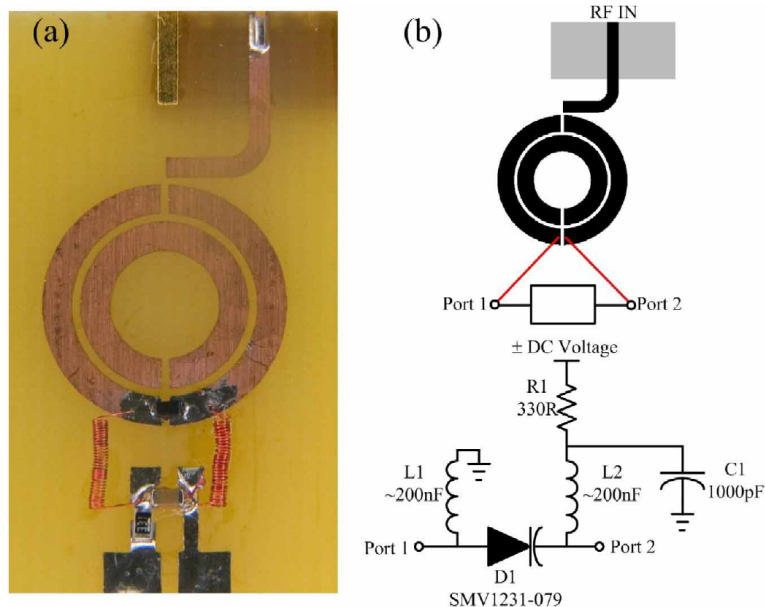 (a)
(b)
RF IN
Port 1
Port 2
± DC Voltage
R1
330R
L1
~200nF
L2
~200nF
C1
1000pF
Port 1
Port 2
D1
SMV1231-079